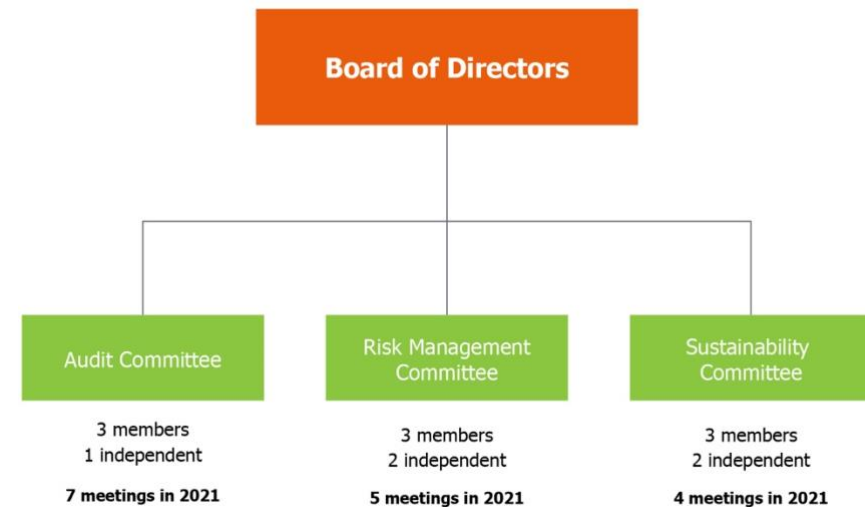 Board of Directors
Audit Committee
3 members
1 independent
7 meetings in 2021
Risk Management
Committee
3 members
2 independent
5 meetings in 2021
Sustainability
Committee
3 members
2 independent
4 meetings in 2021